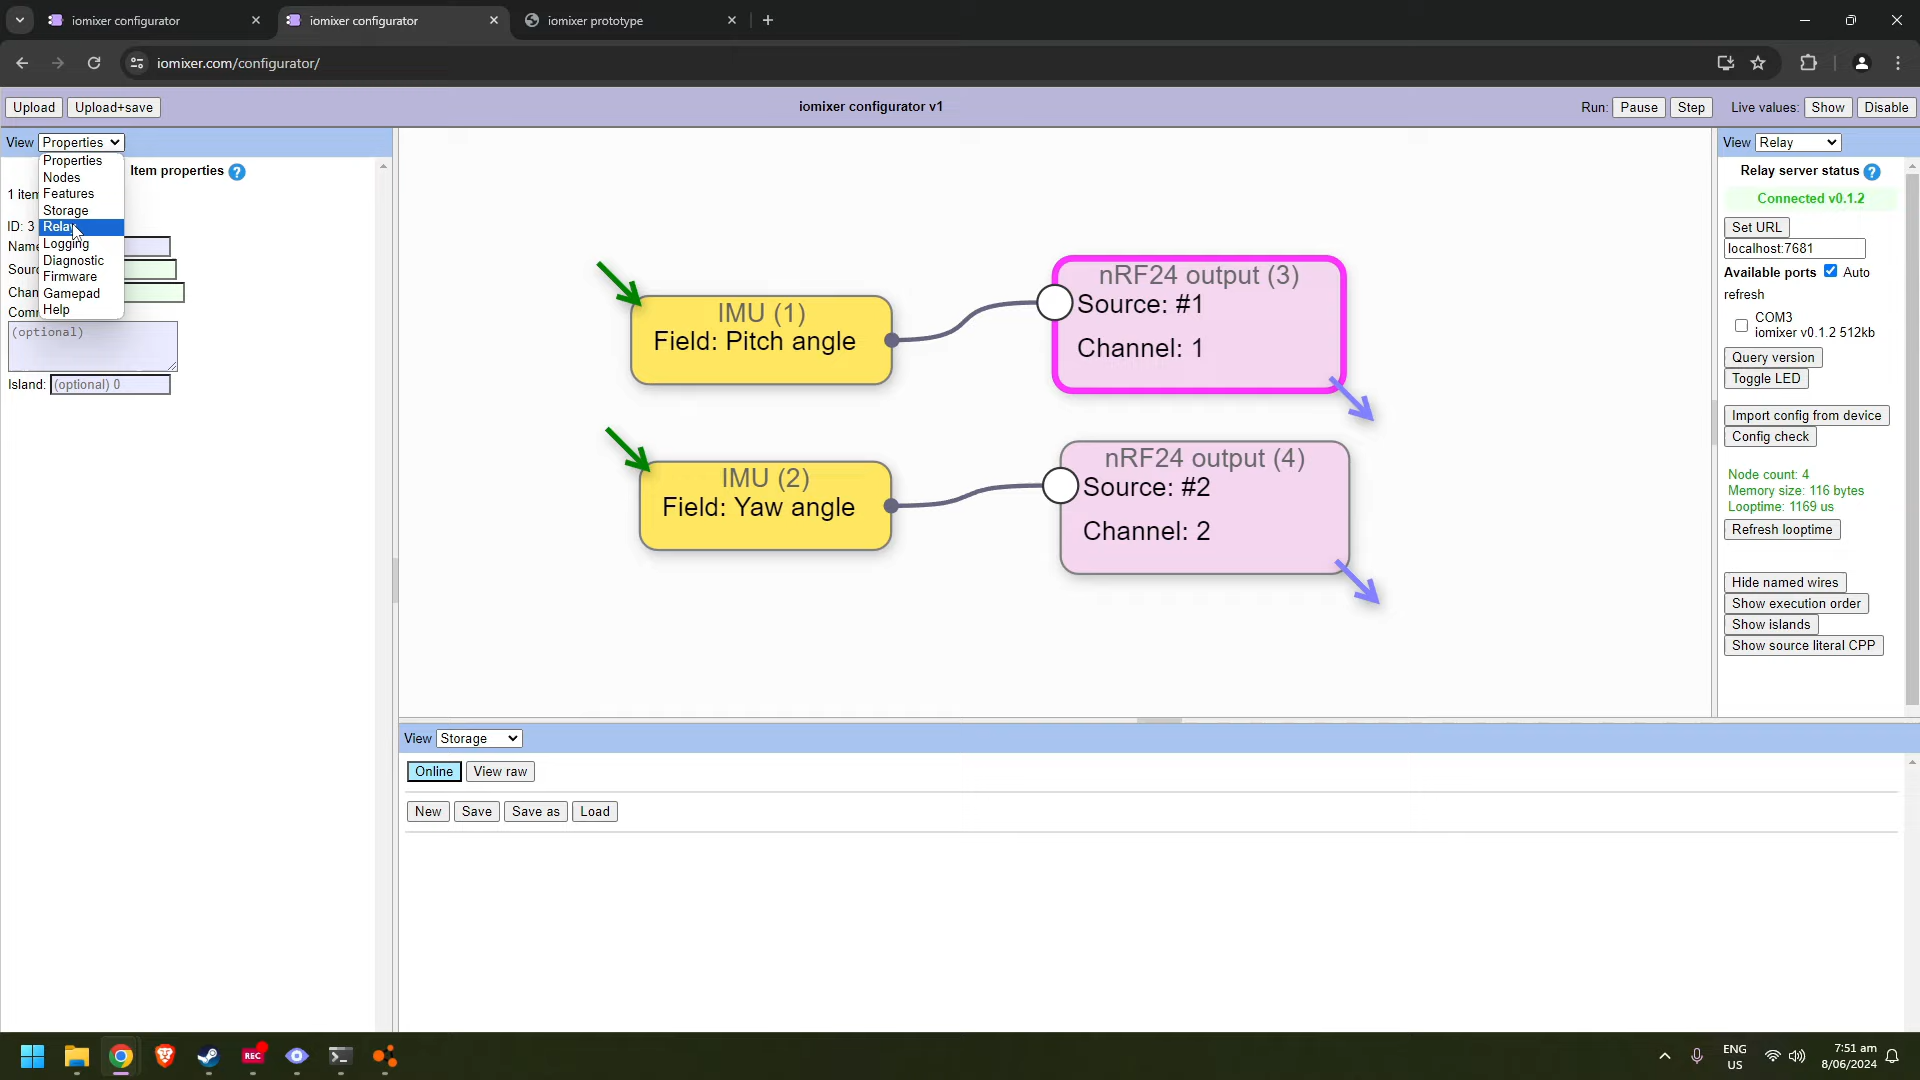 iomixer configurator
iomixer configurator
iomixer prototype
iomixer.com/configurator/
Upload
Upload+save
iomixer configurator v1
Run:
Pause
Step
Live values:
Show
Disable
View
Properties
Properties
Nodes
Features
Storage
Relay
Logging
Diagnostic
Firmware
Gamepad
Help
Item properties
?
ID: 3
(optional)
Island:
(optional) 0
IMU (1)
Field: Pitch angle
nRF24 output (3)
Source: #1
Channel: 1
IMU (2)
Field: Yaw angle
nRF24 output (4)
Source: #2
Channel: 2
View
Storage
Online
View raw
New
Save
Save as
Load
View
Relay
Relay server status
?
Connected v0.1.2
Set URL
localhost:7681
Available ports
Auto
refresh
COM3
iomixer v0.1.2 512kb
Query version
Toggle LED
Import config from device
Config check
Node count: 4
Memory size: 116 bytes
Looptime: 1169 us
Refresh looptime
Hide named wires
Show execution order
Show islands
Show source literal CPP
REC
ENG
US
7:51 am
8/06/2024